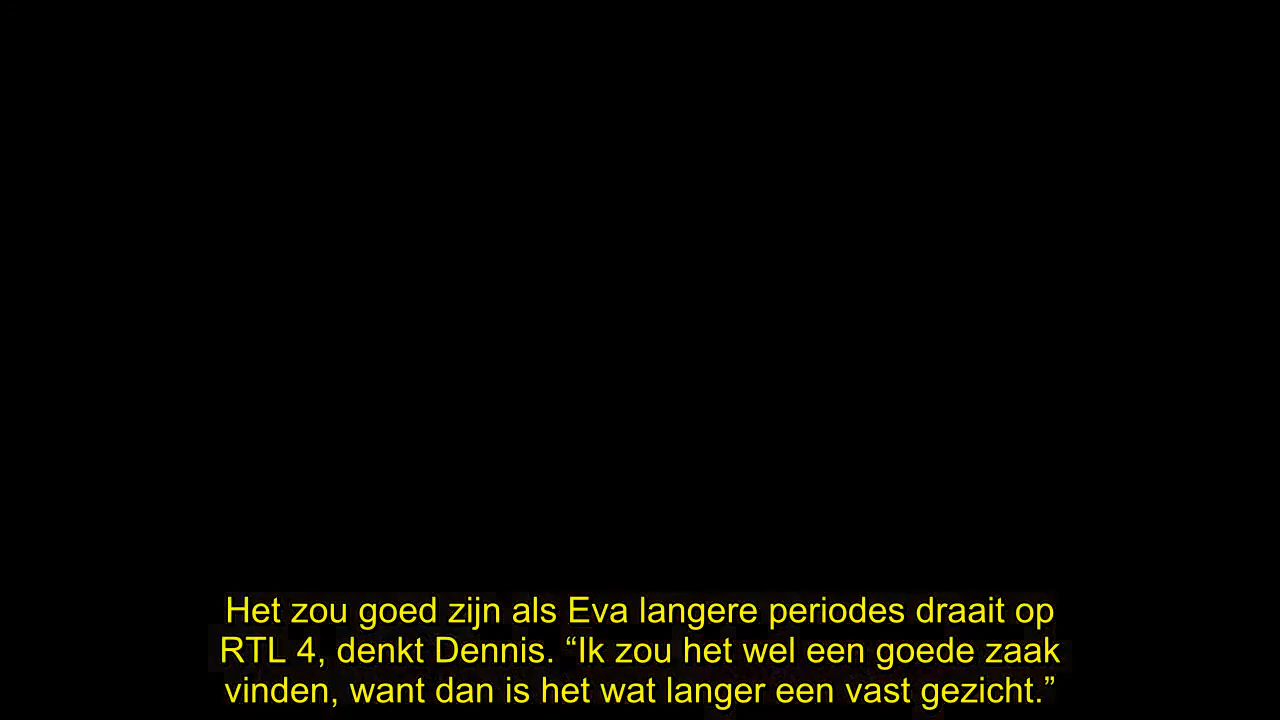 Het zou goed zijn als Eva langere periodes draait op
RTL 4, denkt Dennis. “Ik zou het wel een goede zaak
vinden, want dan is het wat langer een vast gezicht.”